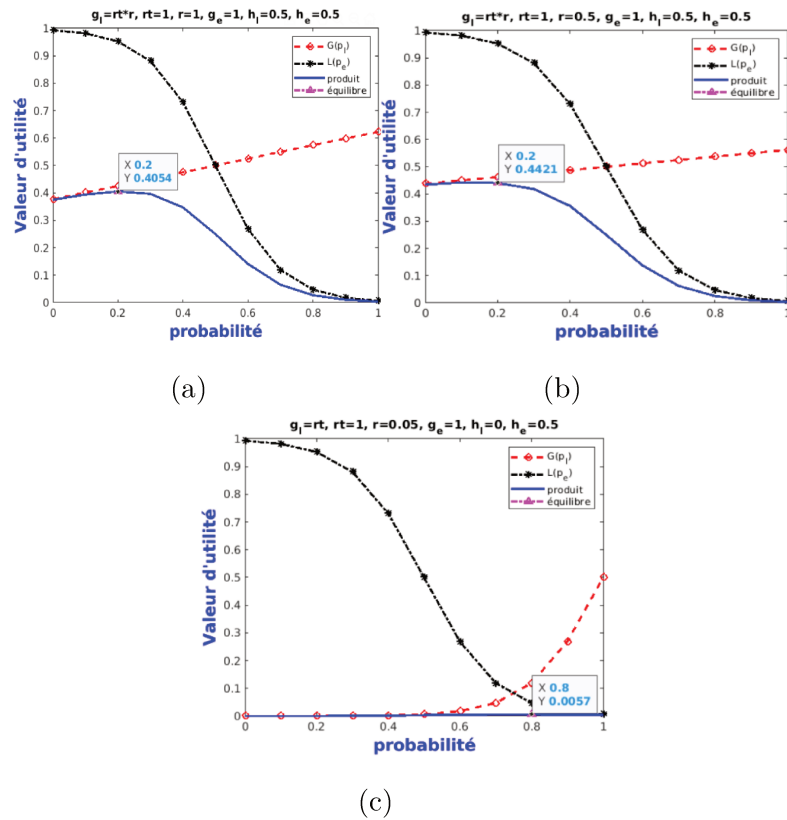 g_l=rt*r, rt=1, r=1, g_e=1, h_l=0.5, h_e=0.5
Valeur d'utilité
1
0.9
0.8
0.7
0.6
0.5
0.4
0.3
0.2
0.1
0
G(p_l)
L(p_e)
produit
équilibre
X 0.2
Y 0.4054
0 0.2 0.4 0.6 0.8 1
probabilité
(a)
g_l=rt*r, rt=1, r=0.5, g_e=1, h_l=0.5, h_e=0.5
Valeur d'utilité
1
0.9
0.8
0.7
0.6
0.5
0.4
0.3
0.2
0.1
0
G(p_l)
L(p_e)
produit
équilibre
X 0.2
Y 0.4421
0 0.2 0.4 0.6 0.8 1
probabilité
(b)
g_l=rt, rt=1, r=0.05, g_e=1, h_l=0, h_e=0.5
Valeur d'utilité
1
0.9
0.8
0.7
0.6
0.5
0.4
0.3
0.2
0.1
0
G(p_l)
L(p_e)
produit
équilibre
X 0.8
Y 0.0057
0 0.2 0.4 0.6 0.8 1
probabilité
(c)